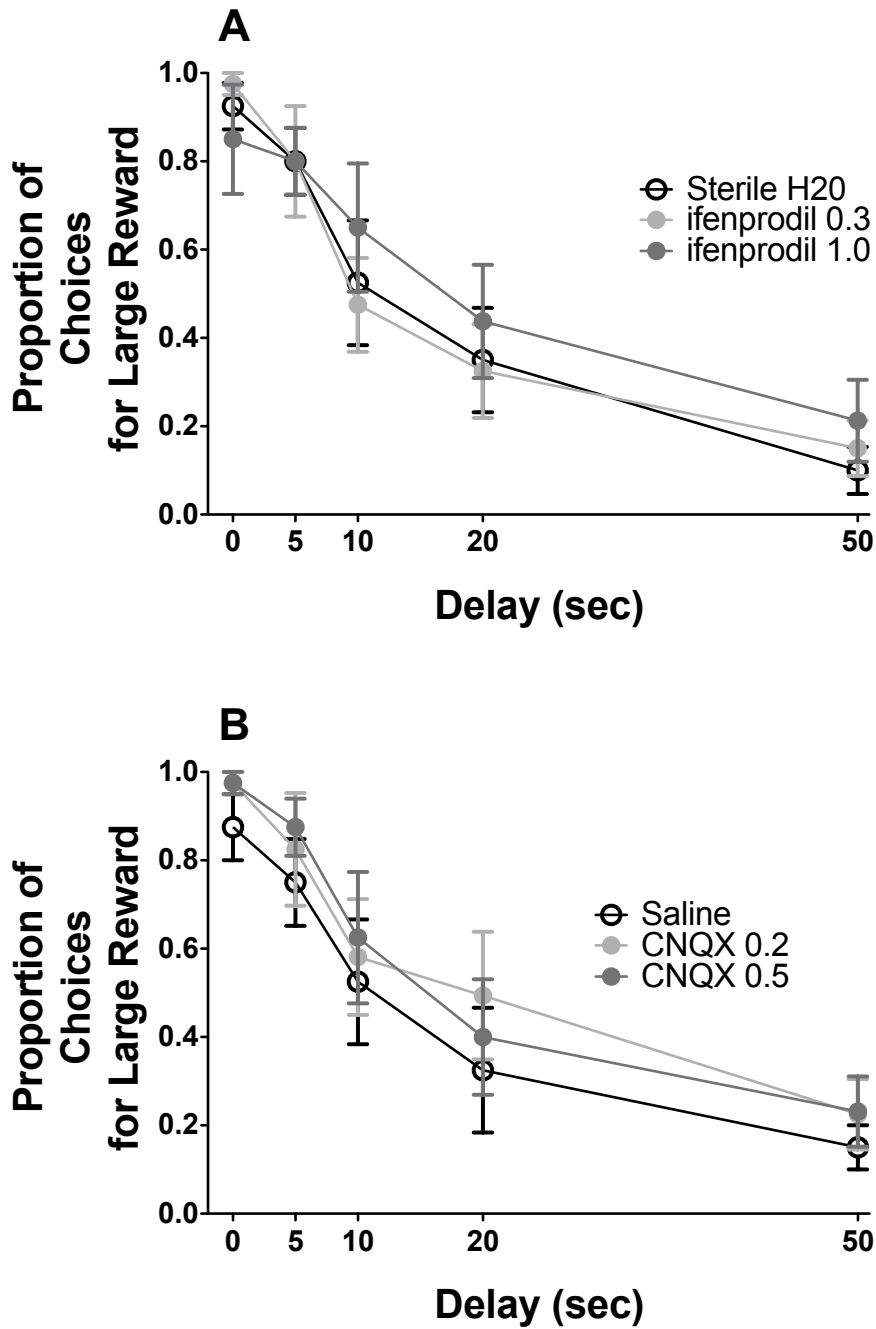 A
Proportion of
Choices
for Large Reward
1.0
0.8
0.6
0.4
0.2
0.0
Sterile H20
ifenprodil 0.3
ifenprodil 1.0
0 5 10 20 50
Delay (sec)
B
Proportion of
Choices
for Large Reward
1.0
0.8
0.6
0.4
0.2
0.0
Saline
CNQX 0.2
CNQX 0.5
0 5 10 20 50
Delay (sec)